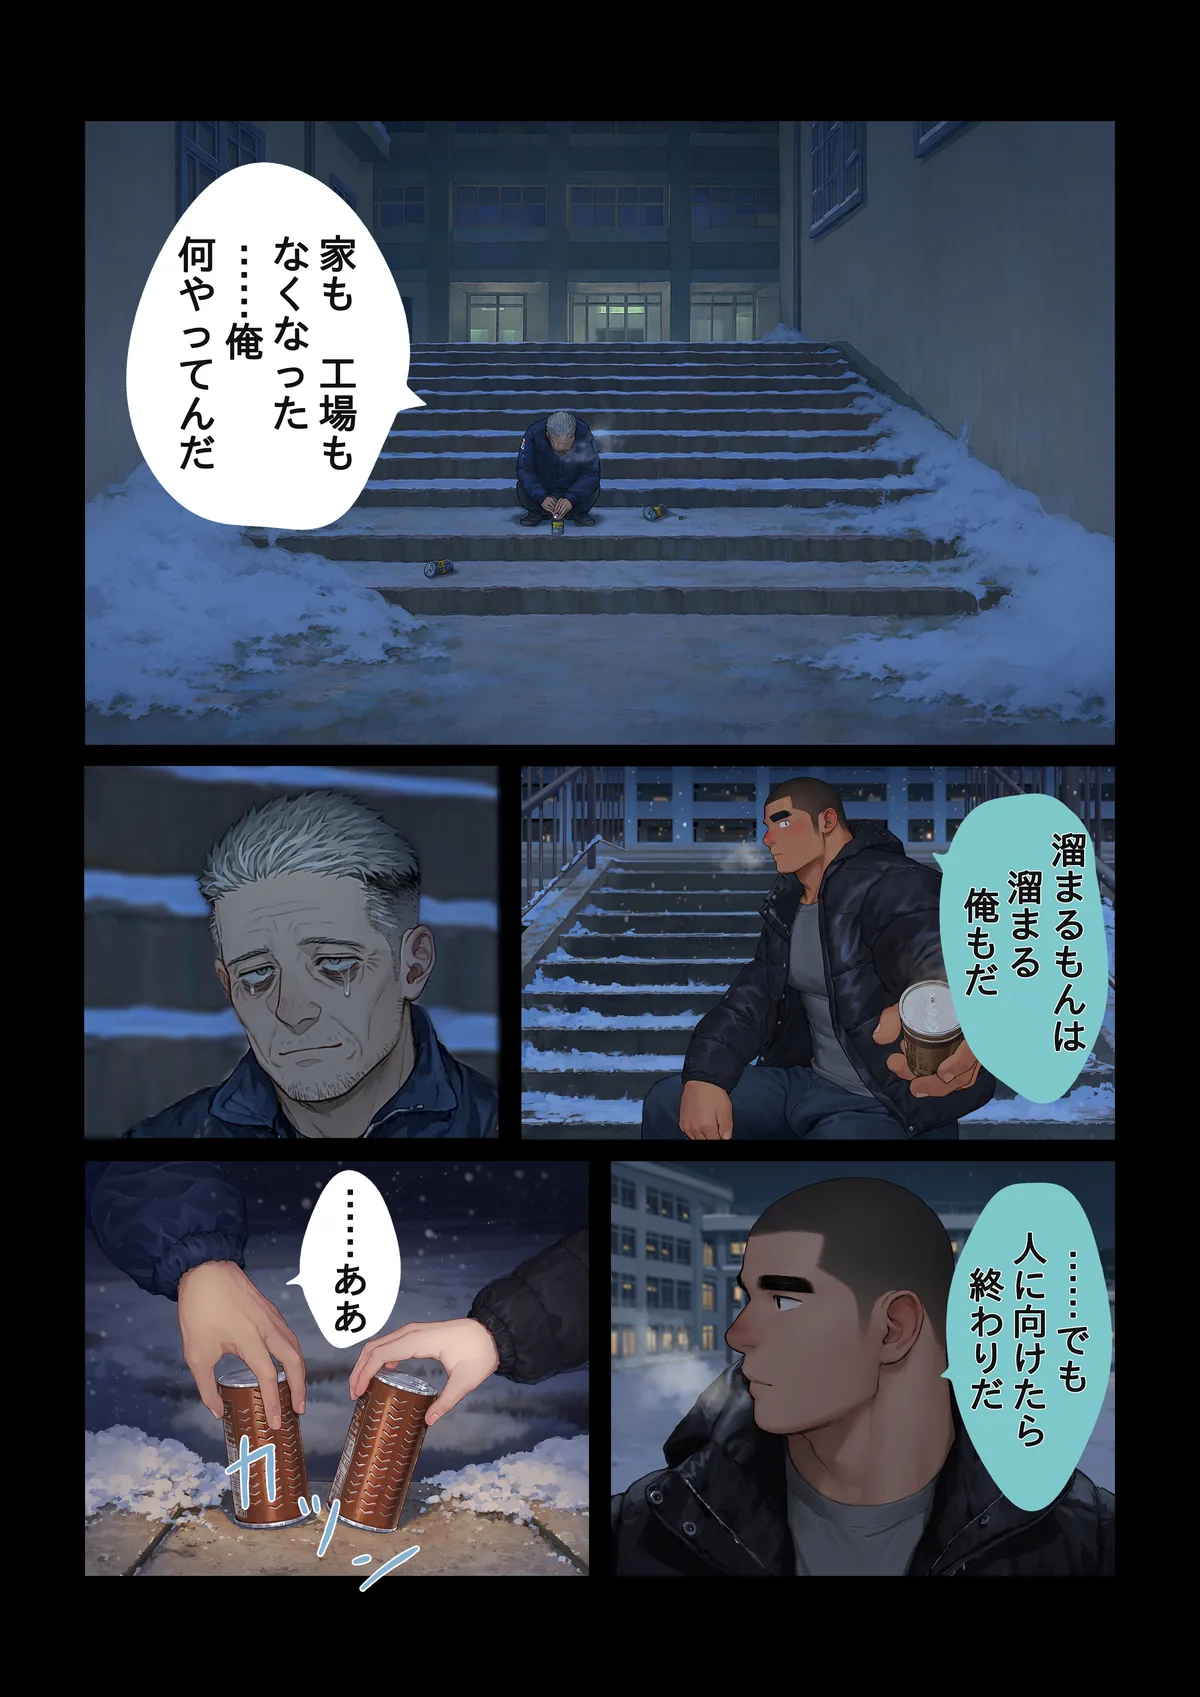 家も　工場も
なくなった
……俺
何やってんだ
溜まるもんは
溜まる
俺もだ
……でも
人に向けたら
終わりだ
……ああ
カッン